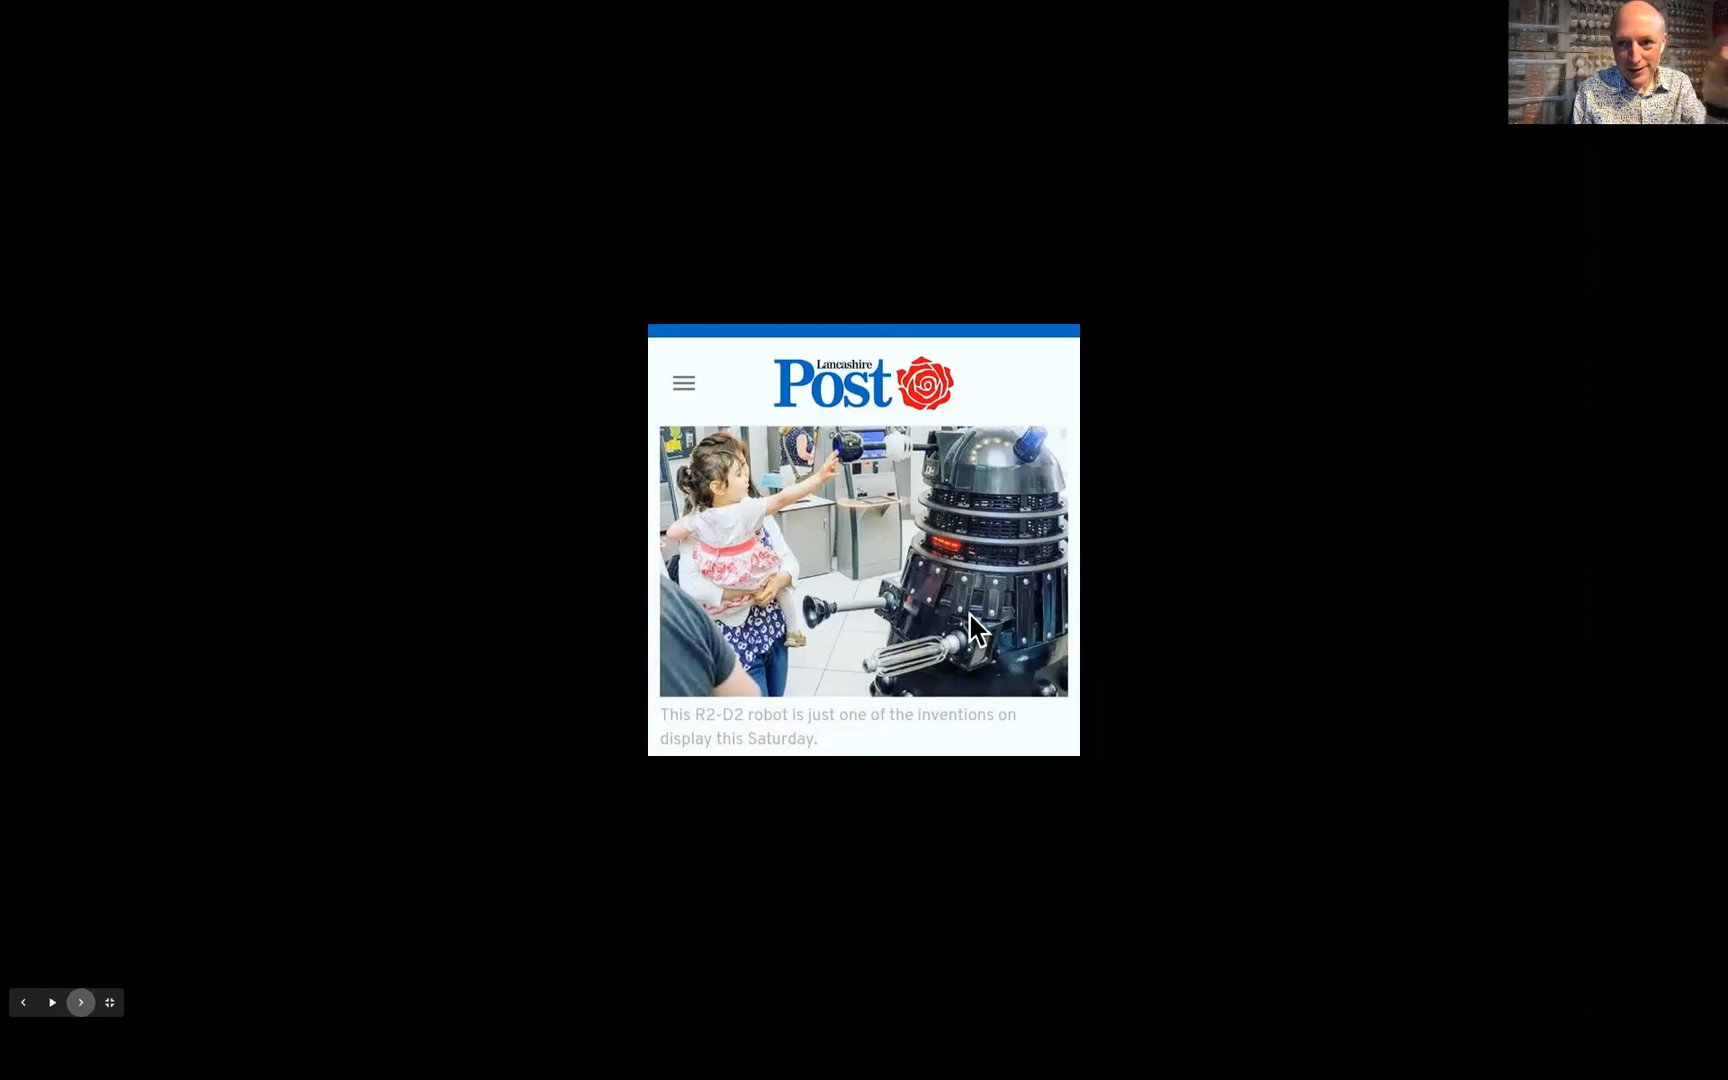 Lancashire
Post
This R2-D2 robot is just one of the inventions on
display this Saturday.